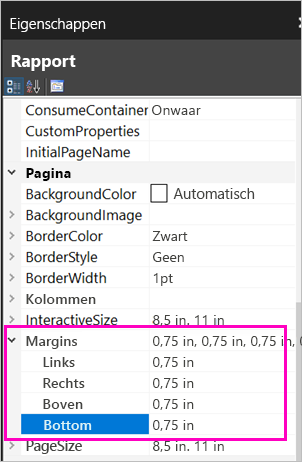 Eigenschappen
Rapport
ConsumeContainer Onwaar
CustomProperties
InitialPageName
Pagina
BackgroundColor Automatisch
BackgroundImage
BorderColor Zwart
BorderStyle Geen
BorderWidth 1pt
Kolommen
InteractiveSize 8,5 in. 11 in
Margins 0,75 in, 0,75 in, 0,75 in,
Links 0,75 in
Rechts 0,75 in
Boven 0,75 in
Bottom 0,75 in
PageSize 8,5 in. 11 in